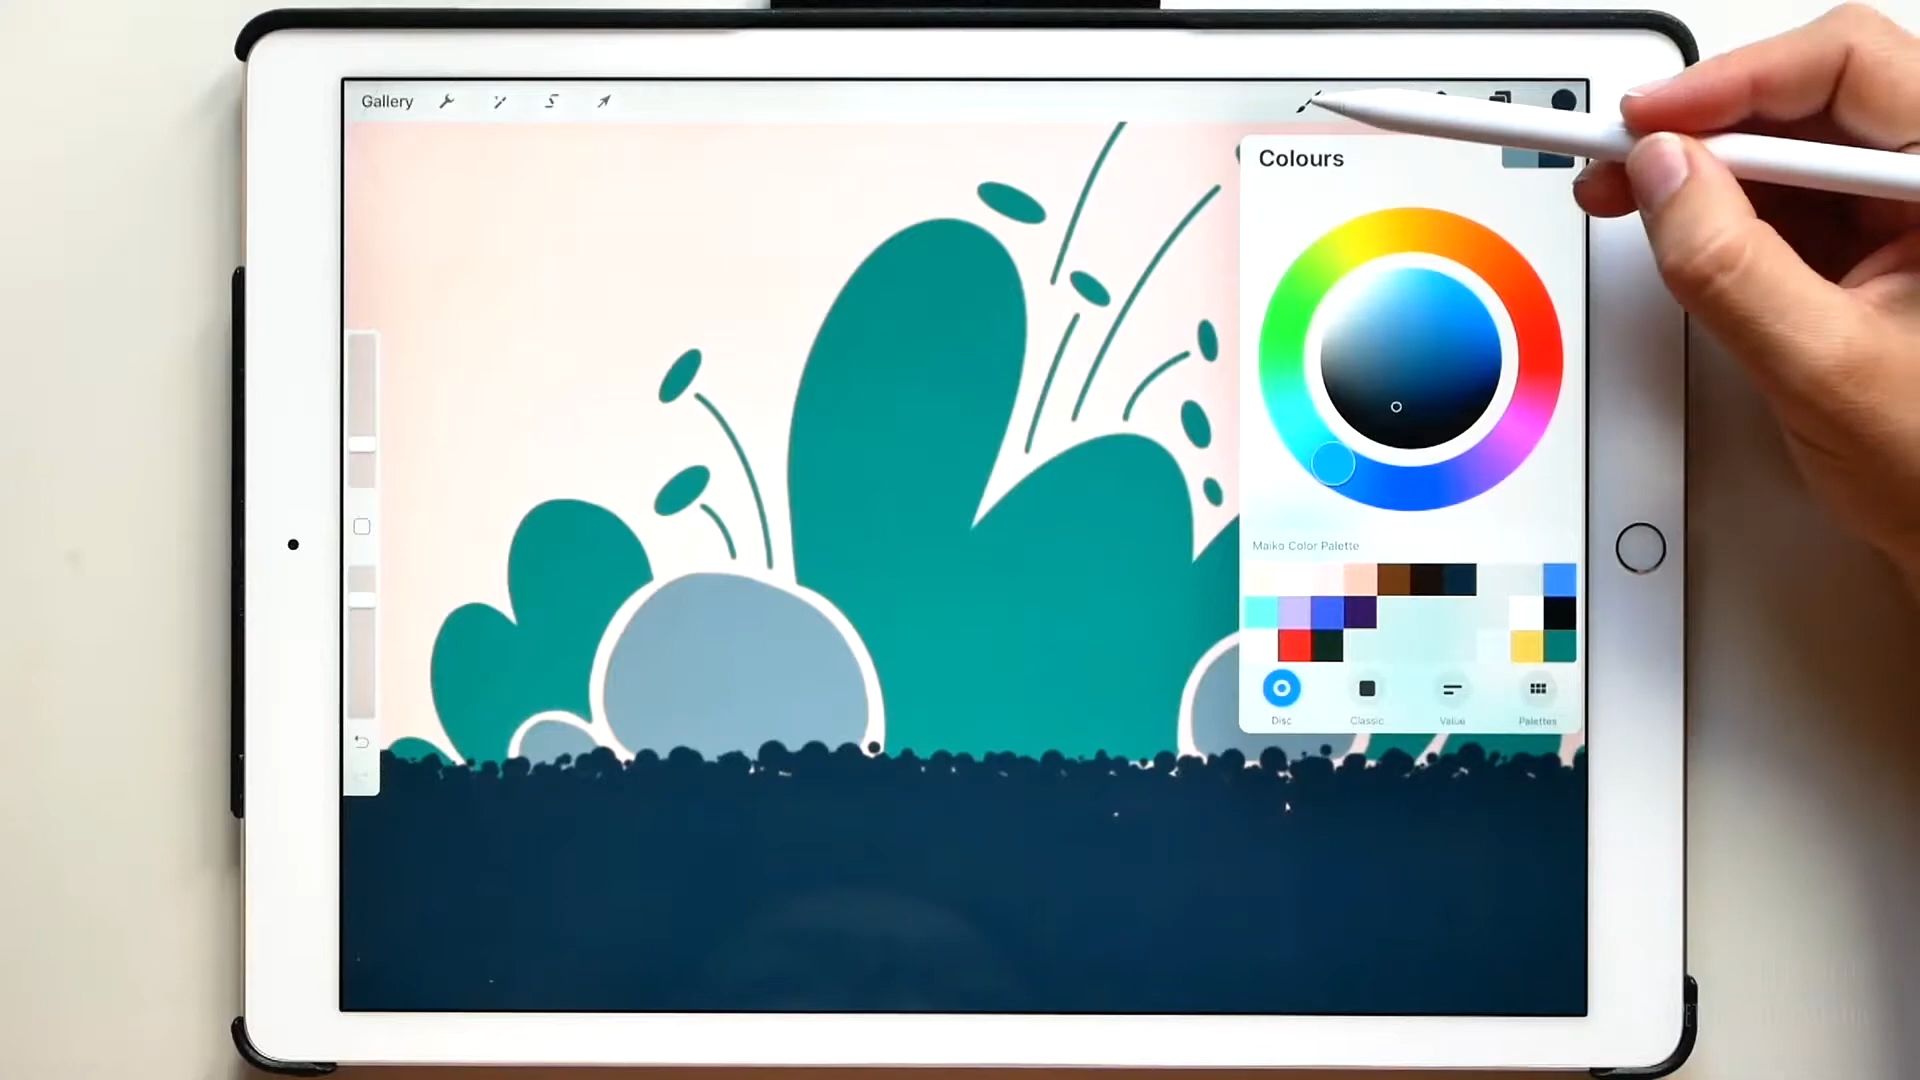 Gallery
Colours
Maiko Color Palette
Disc
Classic
Value
Palettes